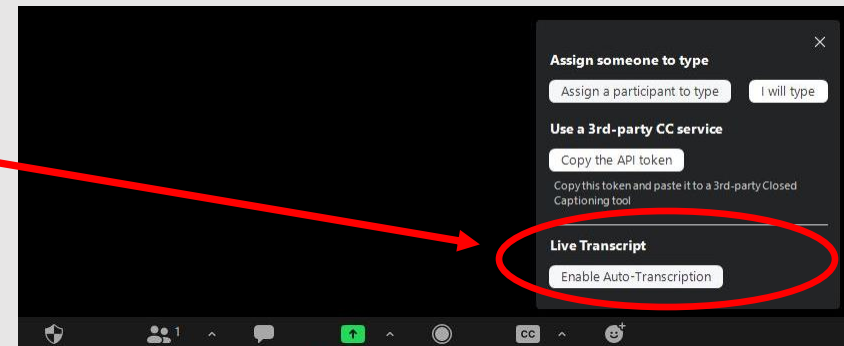 Assign someone to type
Assign a participant to type I will type
Use a 3rd-party CC service
Copy the API token
Copy this token and paste it to a 3rd-party Closed
Captioning tool
Live Transcript
Enable Auto-Transcription
1
CC